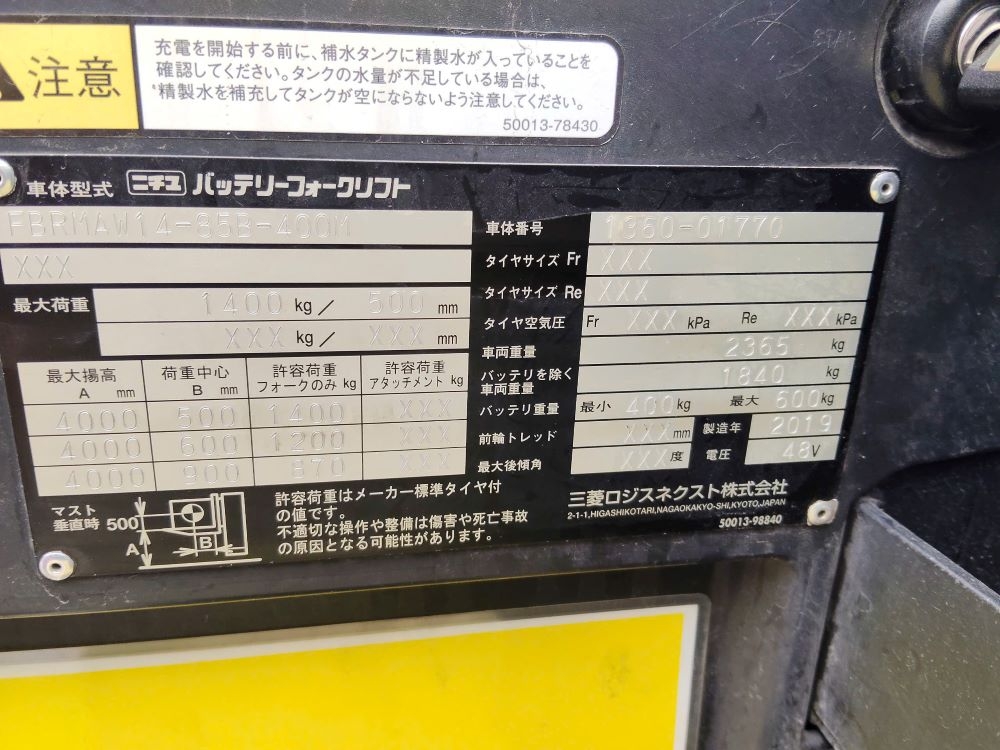 注意
充電を開始する前に、補水タンクに精製水が入っていることを
確認してください。タンクの水量が不足している場合は、
精製水を補充してタンクが空にならないよう注意してください。
50013-78430
車体型式 ニチユ バッテリーフォークリフト
FBRMAW14-85B-400M
XXX
最大荷重 1400 kg／ 500 mm
XXX kg／ XXX mm
最大揚高 A mm 荷重中心 B mm 許容荷重 フォークのみ kg 許容荷重 アタッチメント kg
4000 500 1400 XXX
4000 600 1200 XXX
4000 900 870 XXX
マスト
垂直時 500 A B
許容荷重はメーカー標準タイヤ付
の値です。
不適切な操作や整備は傷害や死亡事故
の原因となる可能性があります。
車体番号 1360-01770
タイヤサイズ Fr XXX
タイヤサイズ Re XXX
タイヤ空気圧 Fr XXX kPa Re XXX kPa
車両重量 2365 kg
バッテリを除く
車両重量 1840 kg
バッテリ重量 最小 400kg 最大 600kg
前輪トレッド XXX mm 製造年 2019
最大後傾角 XXX度 電圧 48V
三菱ロジスネクスト株式会社
2-1-1,HIGASHIKOTARI,NAGAOKAKYO-SHI,KYOTO,JAPAN
50013-98840